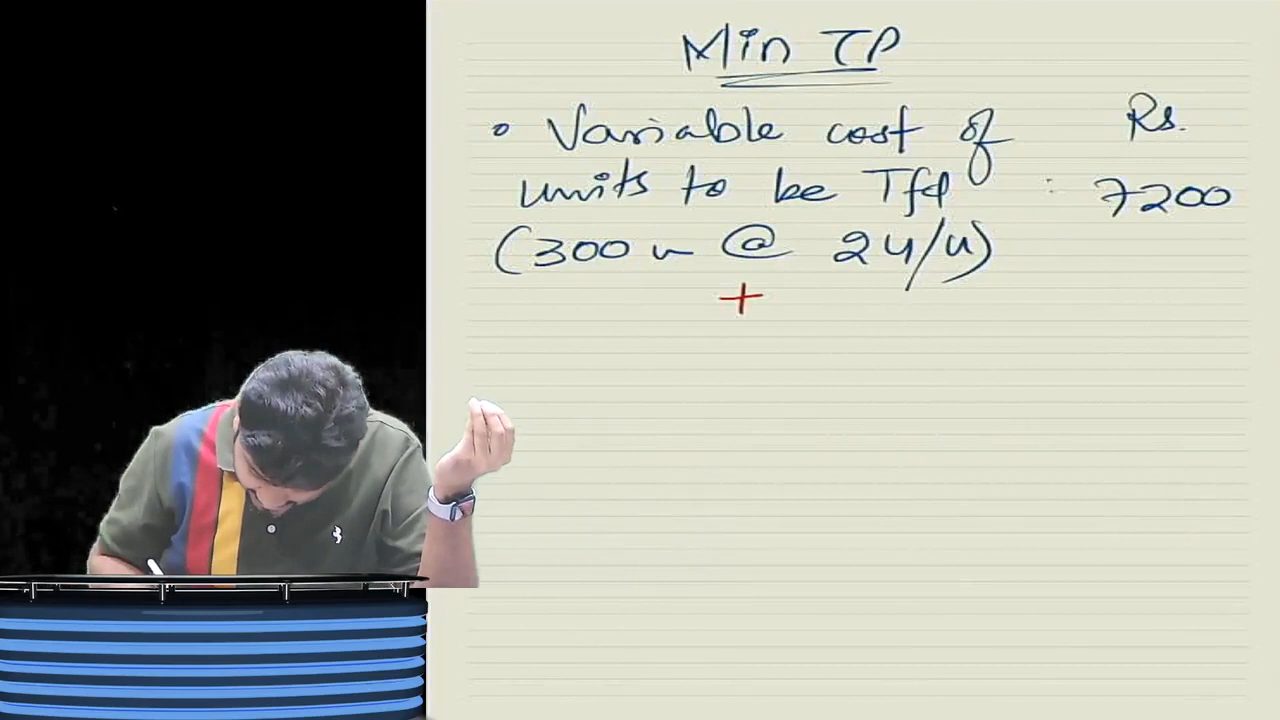 Min TP
• Variable cost of Rs.
units to be Tfd : 7200
(300 u @ 24/u)
+